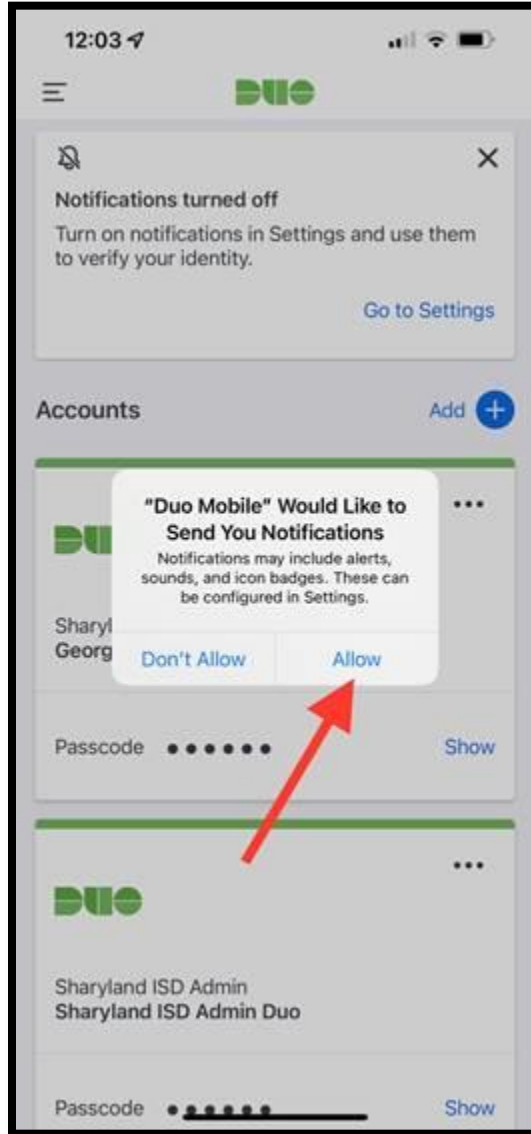 12:03
DUO
Notifications turned off
Turn on notifications in Settings and use them
to verify your identity.
Go to Settings
Accounts
Add
"Duo Mobile" Would Like to
Send You Notifications
Notifications may include alerts,
sounds, and icon badges. These can
be configured in Settings.
Don't Allow
Allow
Passcode ●●●●●● Show
DUO
Sharyland ISD Admin
Sharyland ISD Admin Duo
Passcode ●●●●●● Show